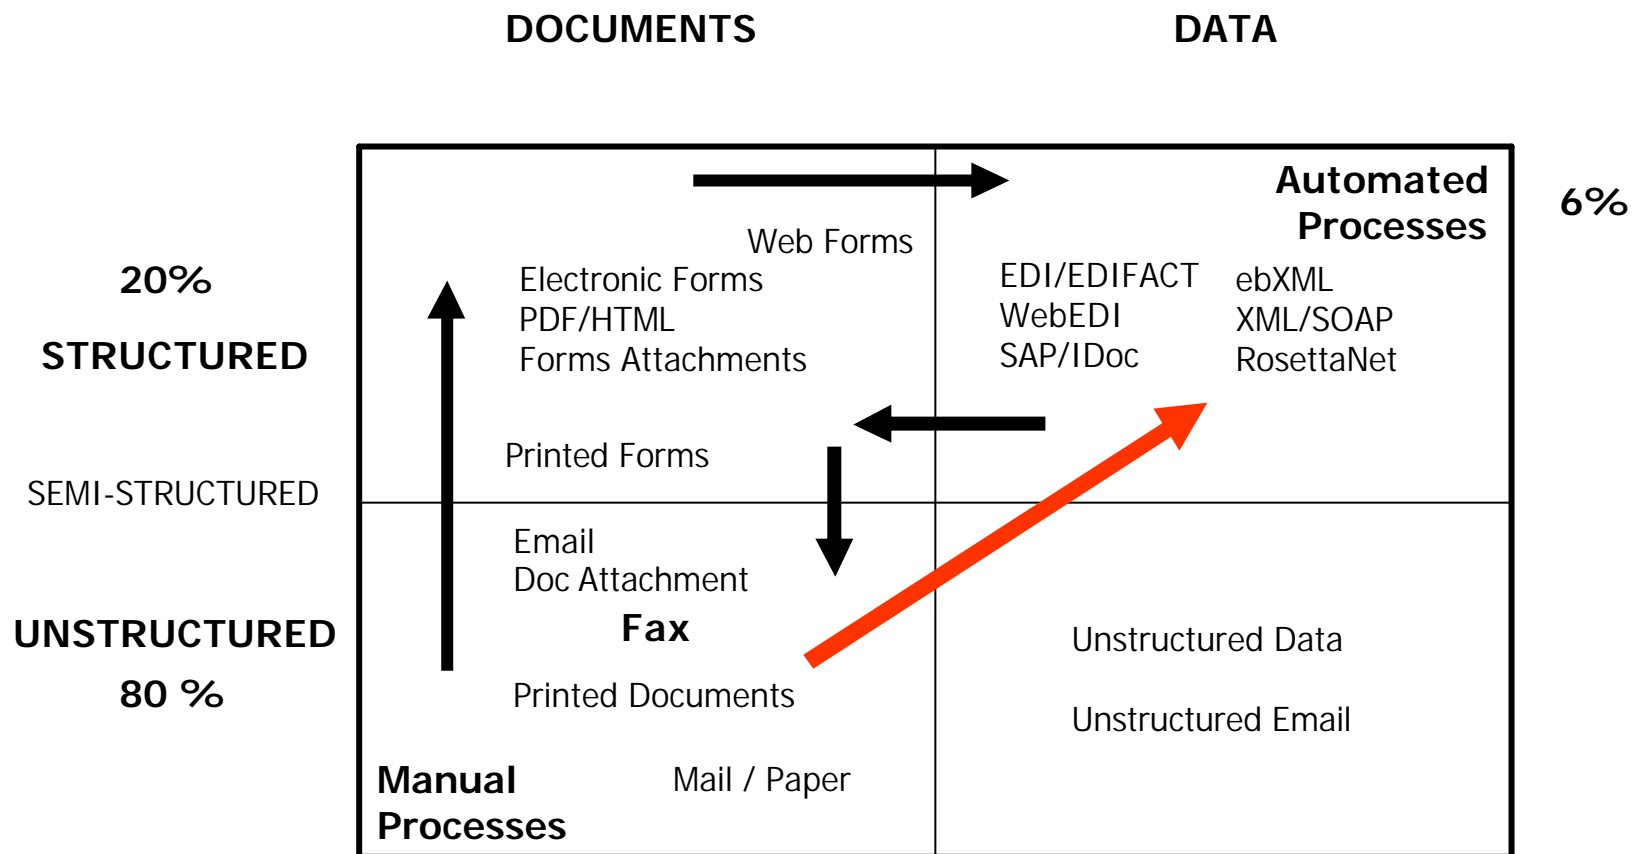 DOCUMENTS
DATA
Automated
Processes
6%
Web Forms
20%
STRUCTURED
Electronic Forms
PDF/HTML
Forms Attachments
EDI/EDIFACT
WebEDI
SAP/IDoc
ebXML
XML/SOAP
RosettaNet
Printed Forms
SEMI-STRUCTURED
Email
Doc Attachment
Fax
UNSTRUCTURED
80 %
Printed Documents
Unstructured Data
Unstructured Email
Manual
Processes
Mail / Paper